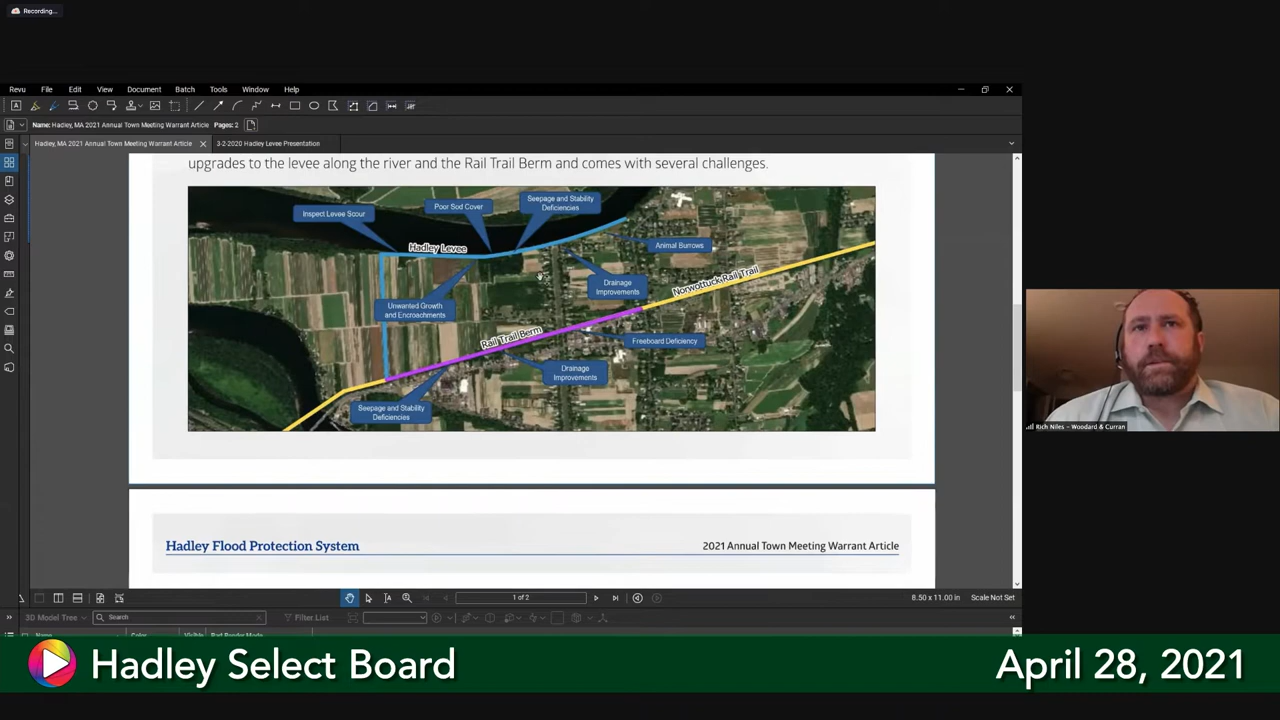 Recording...
Revu File Edit View Document Batch Tools Window Help
Name: Hadley, MA 2021 Annual Town Meeting Warrant Article Pages: 2
Hadley, MA 2021 Annual Town Meeting Warrant Article
3-2-2020 Hadley Levee Presentation
upgrades to the levee along the river and the Rail Trail Berm and comes with several challenges.
Inspect Levee Scour
Poor Sod Cover
Seepage and Stability
Deficiencies
Hadley Levee
Animal Burrows
Drainage
Improvements
Norwottuck Rail Trail
Unwanted Growth
and Encroachments
Rail Trail Berm
Freeboard Deficiency
Drainage
Improvements
Seepage and Stability
Deficiencies
Rich Niles - Woodard & Curran
Hadley Flood Protection System
2021 Annual Town Meeting Warrant Article
1 of 2
8.50 x 11.00 in Scale Not Set
3D Model Tree Search Filter List
Hadley Select Board
April 28, 2021